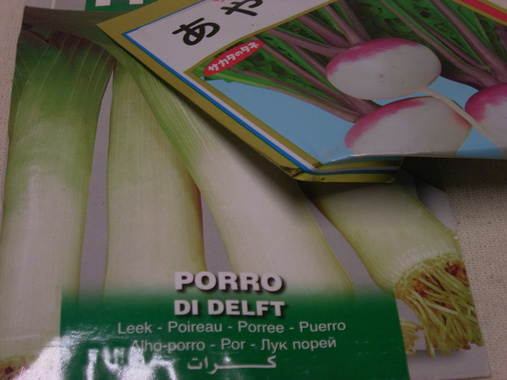 あや
サカタのタネ
PORRO
DI DELFT
Leek - Poireau - Porree - Puerro
Alho-porro - Por - Лук порей
كرات